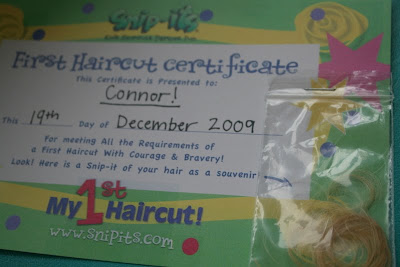 Snip-its
First Haircut Certificate
This Certificate is Presented to:
Connor!
This 19th Day of December 2009
For meeting All the Requirements of
a First Haircut With Courage & Bravery!
Look! Here is a Snip-it of your hair as a souvenir!
My 1st Haircut!
www.snipits.com